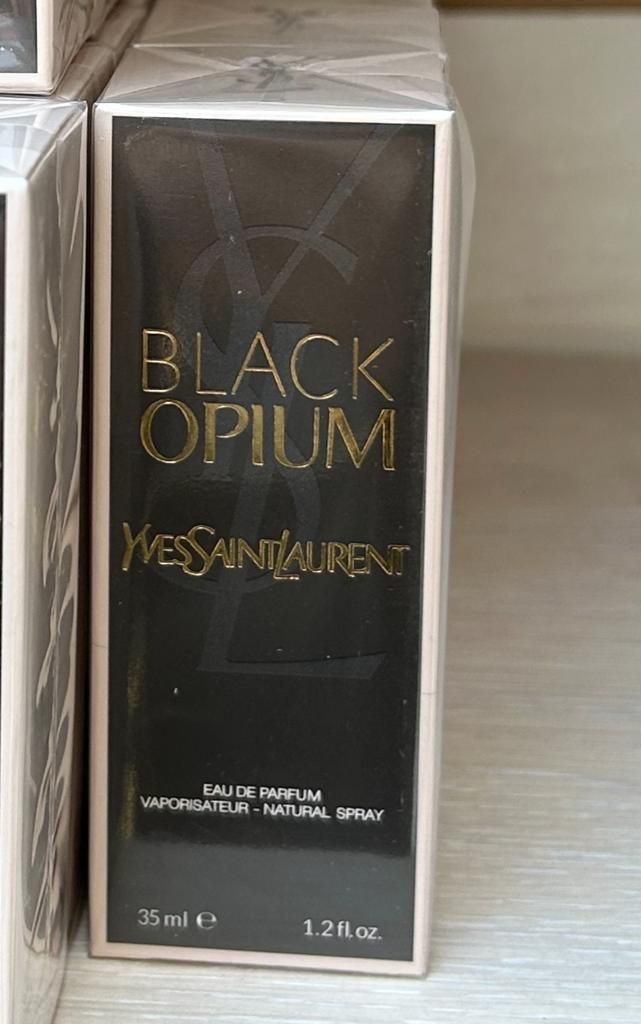 BLACK
OPIUM
YVESSAINTLAURENT
EAU DE PARFUM
VAPORISATEUR - NATURAL SPRAY
35 ml ℮ 1.2 fl.oz.